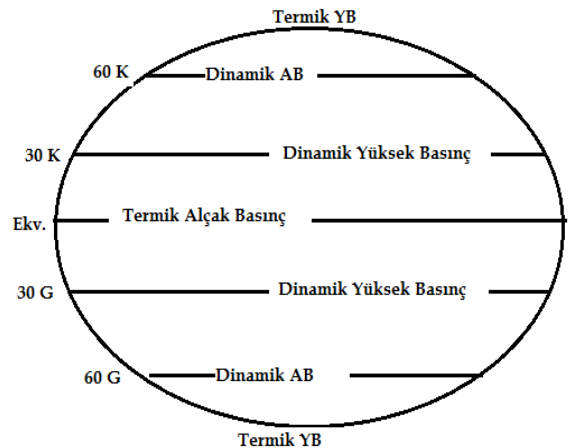 Termik YB
60 K
Dinamik AB
30 K
Dinamik Yüksek Basınç
Ekv.
Termik Alçak Basınç
30 G
Dinamik Yüksek Basınç
60 G
Dinamik AB
Termik YB